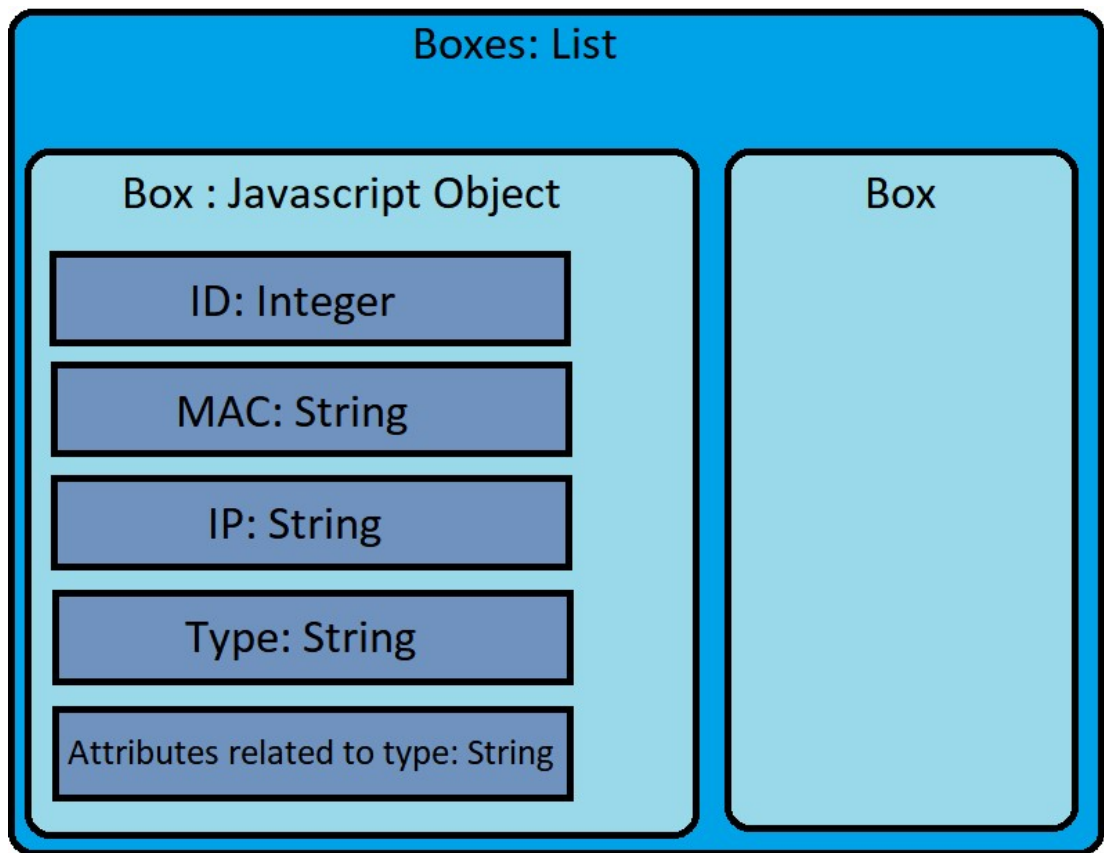 Boxes: List
Box : Javascript Object
ID: Integer
MAC: String
IP: String
Type: String
Attributes related to type: String
Box